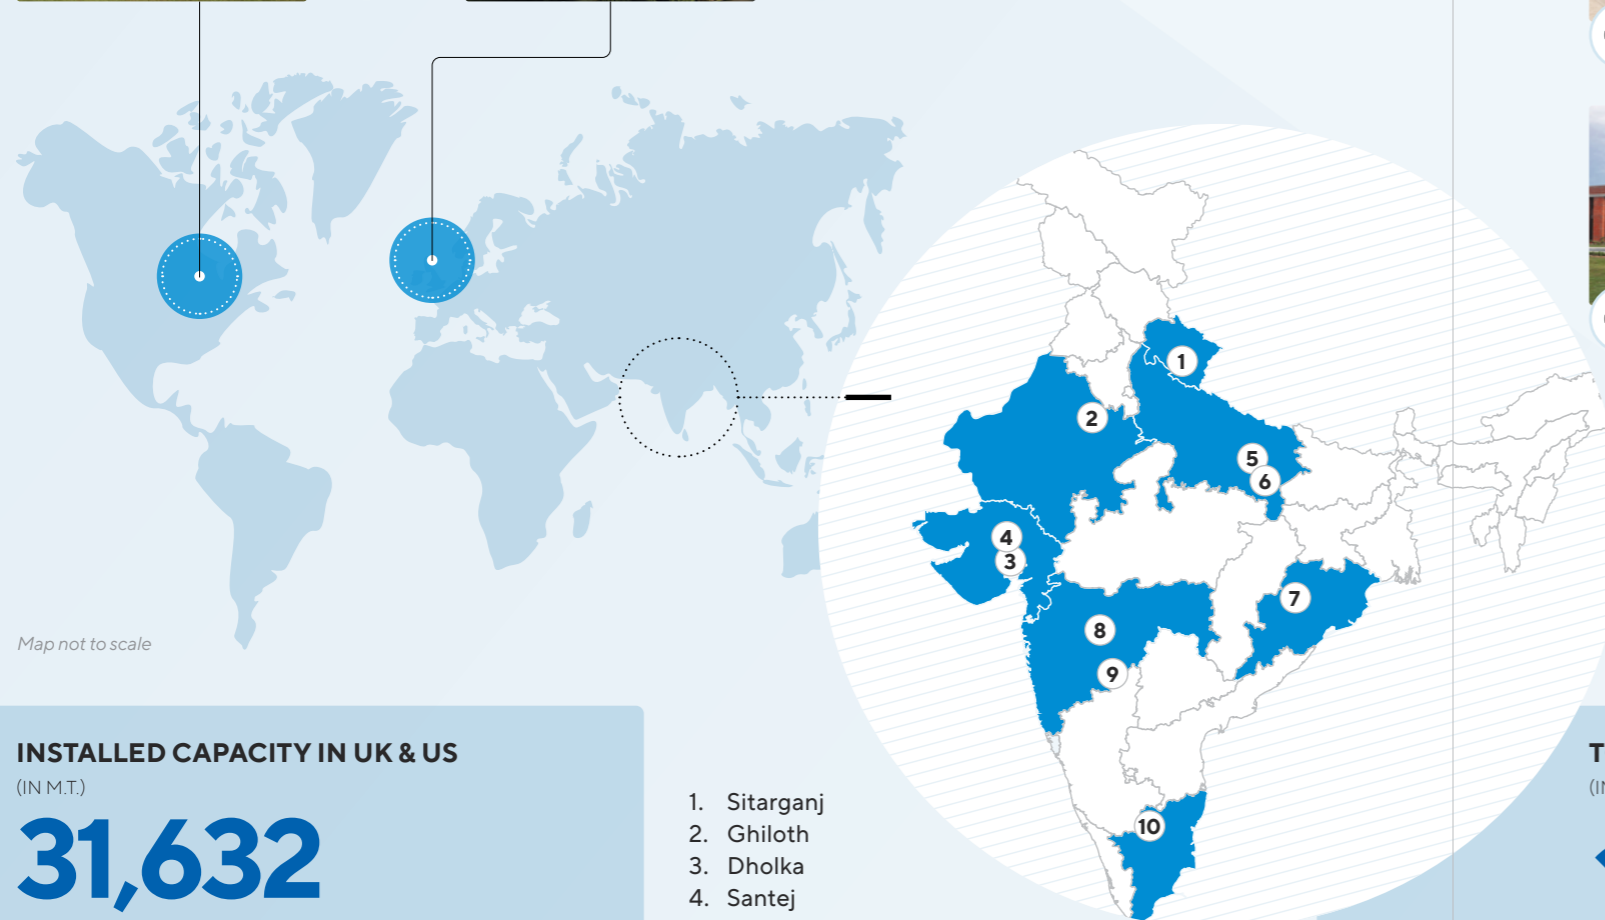 1
2
5
6
4
3
7
8
9
10
Map not to scale
INSTALLED CAPACITY IN UK & US
(IN M.T.)
31,632
1. Sitarganj
2. Ghiloth
3. Dholka
4. Santej